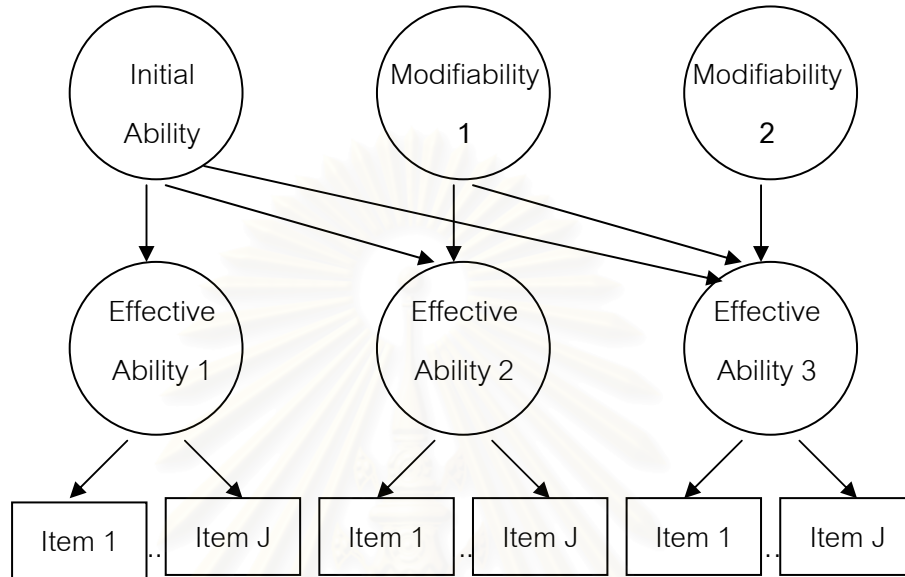 Initial
Ability
Modifiability
1
Modifiability
2
Effective
Ability 1
Effective
Ability 2
Effective
Ability 3
Item 1
..
Item J
Item 1
..
Item J
Item 1
..
Item J